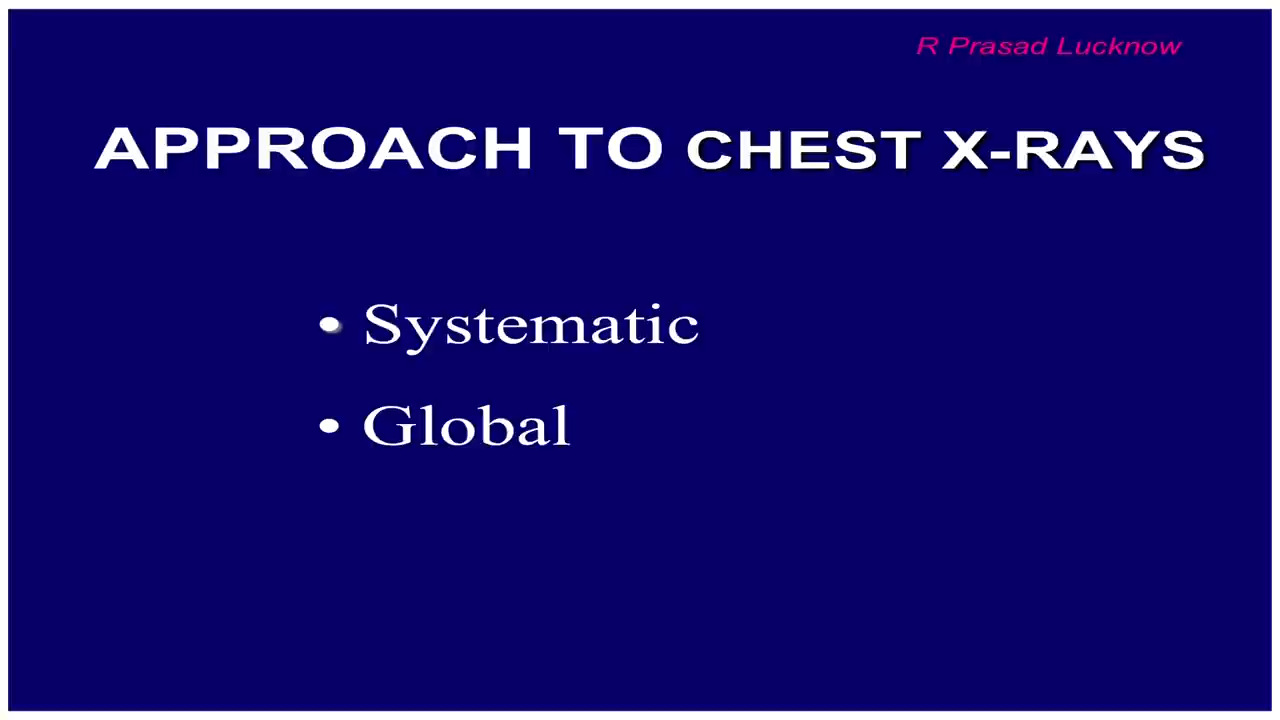 R Prasad Lucknow
APPROACH TO CHEST X-RAYS
• Systematic
• Global